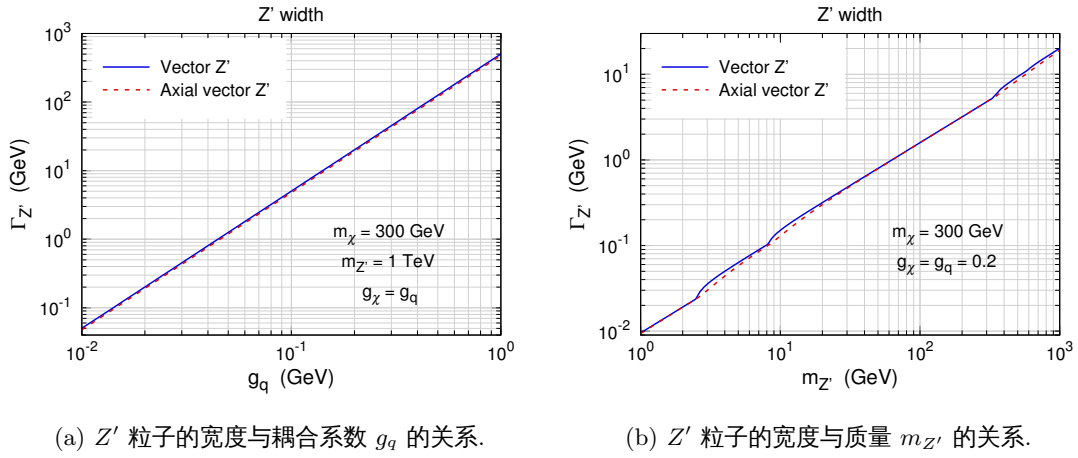 Z' width
Vector Z'
Axial vector Z'
Γ_Z' (GeV)
10^3
10^2
10^1
10^0
10^-1
m_χ = 300 GeV
m_Z' = 1 TeV
g_χ = g_q
10^-2
10^-1
10^0
g_q (GeV)
(a) Z′ 粒子的宽度与耦合系数 g_q 的关系.
Z' width
Vector Z'
Axial vector Z'
Γ_Z' (GeV)
10^1
10^0
10^-1
10^-2
m_χ = 300 GeV
g_χ = g_q = 0.2
10^0
10^1
10^2
10^3
m_Z' (GeV)
(b) Z′ 粒子的宽度与质量 m_Z′ 的关系.